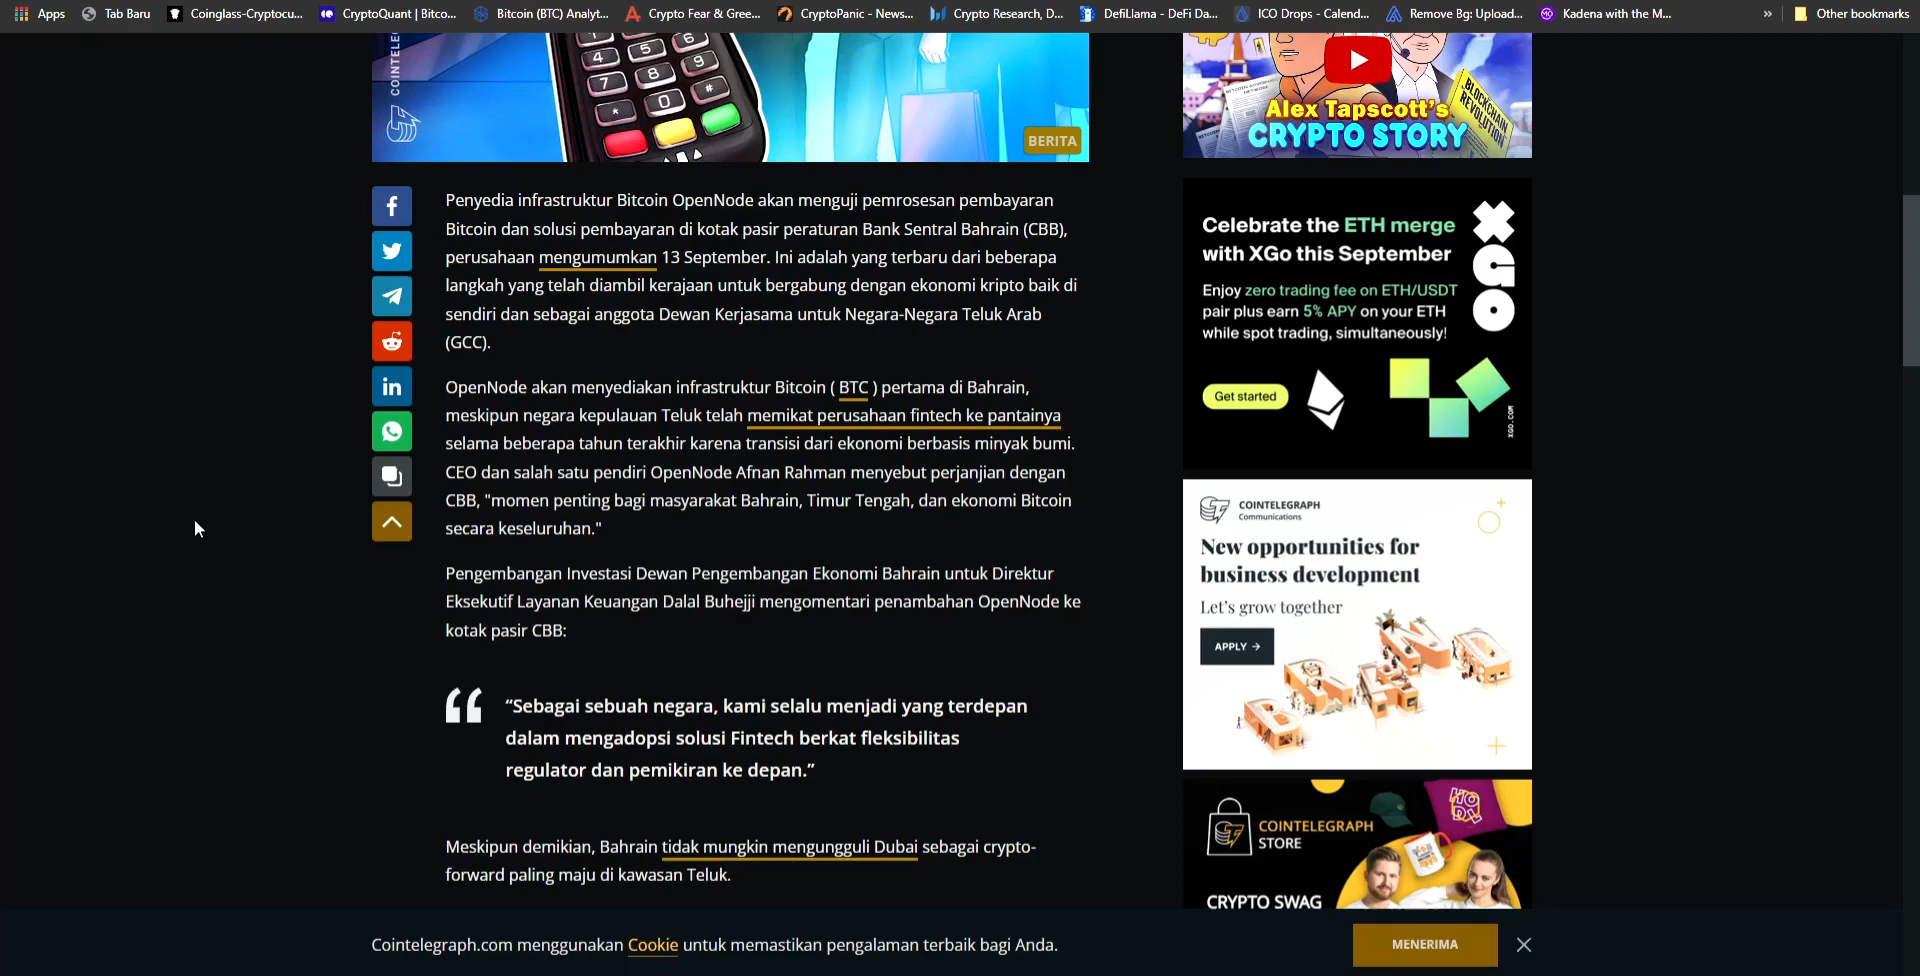 Apps
Tab Baru
Coinglass-Cryptocu...
CryptoQuant | Bitco...
Bitcoin (BTC) Analyt...
Crypto Fear & Gree...
CryptoPanic - News...
Crypto Research, D...
DefiLlama - DeFi Da...
ICO Drops - Calend...
Remove Bg: Upload...
Kadena with the M...
»
Other bookmarks
4 5 6
7 8 9
* 0 #
BERITA
Alex Tapscott's
CRYPTO STORY
BLOCKCHAIN
REVOLUTION
Penyedia infrastruktur Bitcoin OpenNode akan menguji pemrosesan pembayaran
Bitcoin dan solusi pembayaran di kotak pasir peraturan Bank Sentral Bahrain (CBB),
perusahaan mengumumkan 13 September. Ini adalah yang terbaru dari beberapa
langkah yang telah diambil kerajaan untuk bergabung dengan ekonomi kripto baik di
sendiri dan sebagai anggota Dewan Kerjasama untuk Negara-Negara Teluk Arab
(GCC).
OpenNode akan menyediakan infrastruktur Bitcoin ( BTC ) pertama di Bahrain,
meskipun negara kepulauan Teluk telah memikat perusahaan fintech ke pantainya
selama beberapa tahun terakhir karena transisi dari ekonomi berbasis minyak bumi.
CEO dan salah satu pendiri OpenNode Afnan Rahman menyebut perjanjian dengan
CBB, "momen penting bagi masyarakat Bahrain, Timur Tengah, dan ekonomi Bitcoin
secara keseluruhan."
Pengembangan Investasi Dewan Pengembangan Ekonomi Bahrain untuk Direktur
Eksekutif Layanan Keuangan Dalal Buhejji mengomentari penambahan OpenNode ke
kotak pasir CBB:
“Sebagai sebuah negara, kami selalu menjadi yang terdepan
dalam mengadopsi solusi Fintech berkat fleksibilitas
regulator dan pemikiran ke depan.”
Meskipun demikian, Bahrain tidak mungkin mengungguli Dubai sebagai crypto-
forward paling maju di kawasan Teluk.
Celebrate the ETH merge
with XGo this September
Enjoy zero trading fee on ETH/USDT
pair plus earn 5% APY on your ETH
while spot trading, simultaneously!
Get started
XGO
XGO.COM
COINTELEGRAPH
Communications
New opportunities for
business development
Let's grow together
APPLY →
COINTELEGRAPH
STORE
HODL
CRYPTO SWAG
Cointelegraph.com menggunakan Cookie untuk memastikan pengalaman terbaik bagi Anda.
MENERIMA